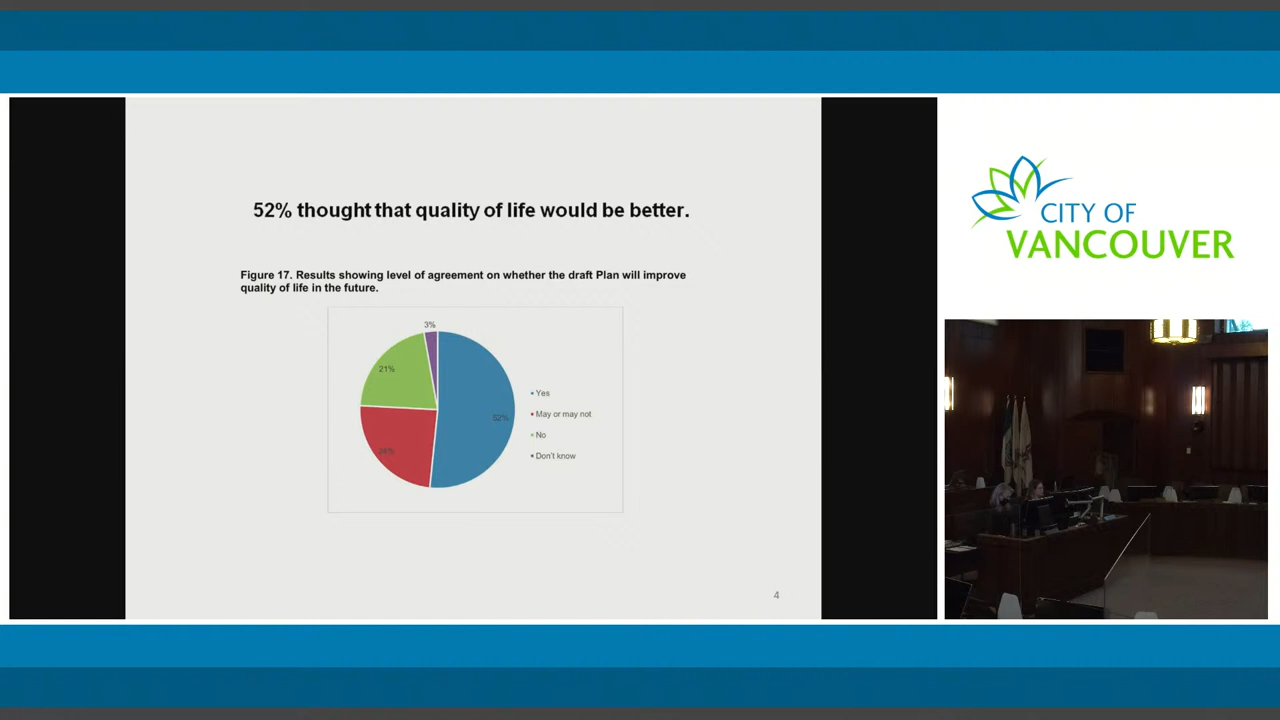 52% thought that quality of life would be better.
Figure 17. Results showing level of agreement on whether the draft Plan will improve
quality of life in the future.
3%
21%
52%
24%
Yes
May or may not
No
Don't know
4
CITY OF
VANCOUVER